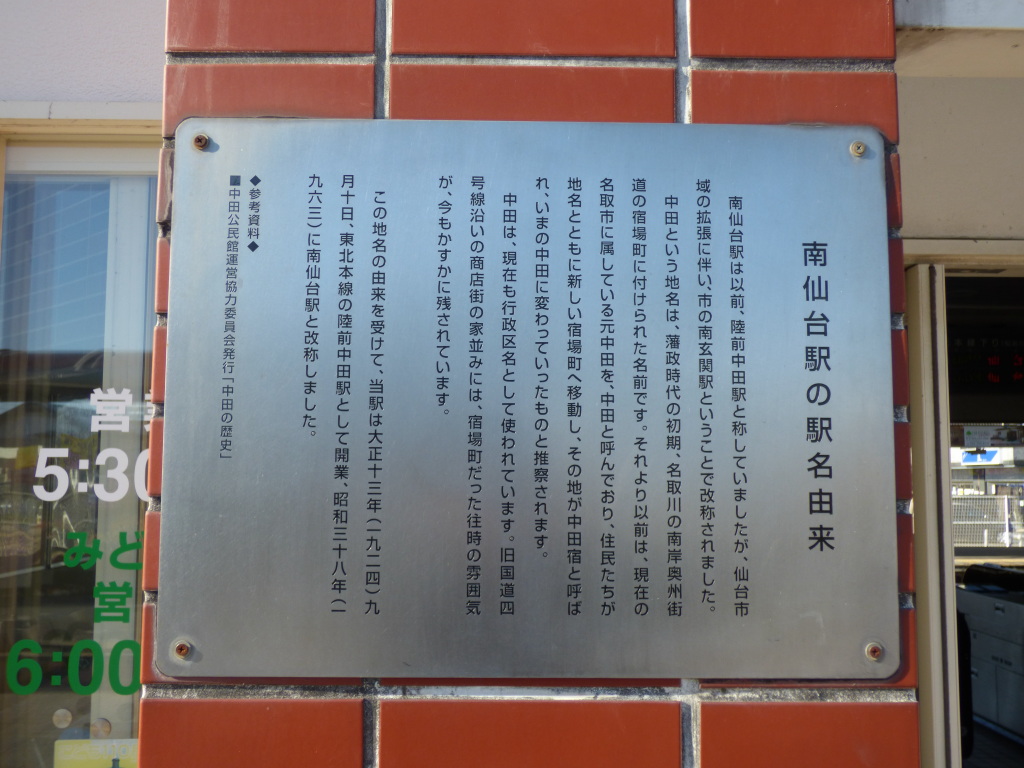 南仙台駅の駅名由来
南仙台駅は以前、陸前中田駅と称していましたが、仙台市
域の拡張に伴い、市の南玄関駅ということで改称されました。
中田という地名は、藩政時代の初期、名取川の南岸奥州街
道の宿場町に付けられた名前です。それより以前は、現在の
名取市に属している元中田を、中田と呼んでおり、住民たちが
地名とともに新しい宿場町へ移動し、その地が中田宿と呼ば
れ、いまの中田に変わっていったものと推察されます。
中田は、現在も行政区名として使われています。旧国道四
号線沿いの商店街の家並みには、宿場町だった往時の雰囲気
が、今もかすかに残されています。
この地名の由来を受けて、当駅は大正十三年(一九二四)九
月十日、東北本線の陸前中田駅として開業、昭和三十八年(一
九六三)に南仙台駅と改称しました。
◆参考資料◆
■中田公民館運営協力委員会発行「中田の歴史」
営業
5:30
みど
営
6:00